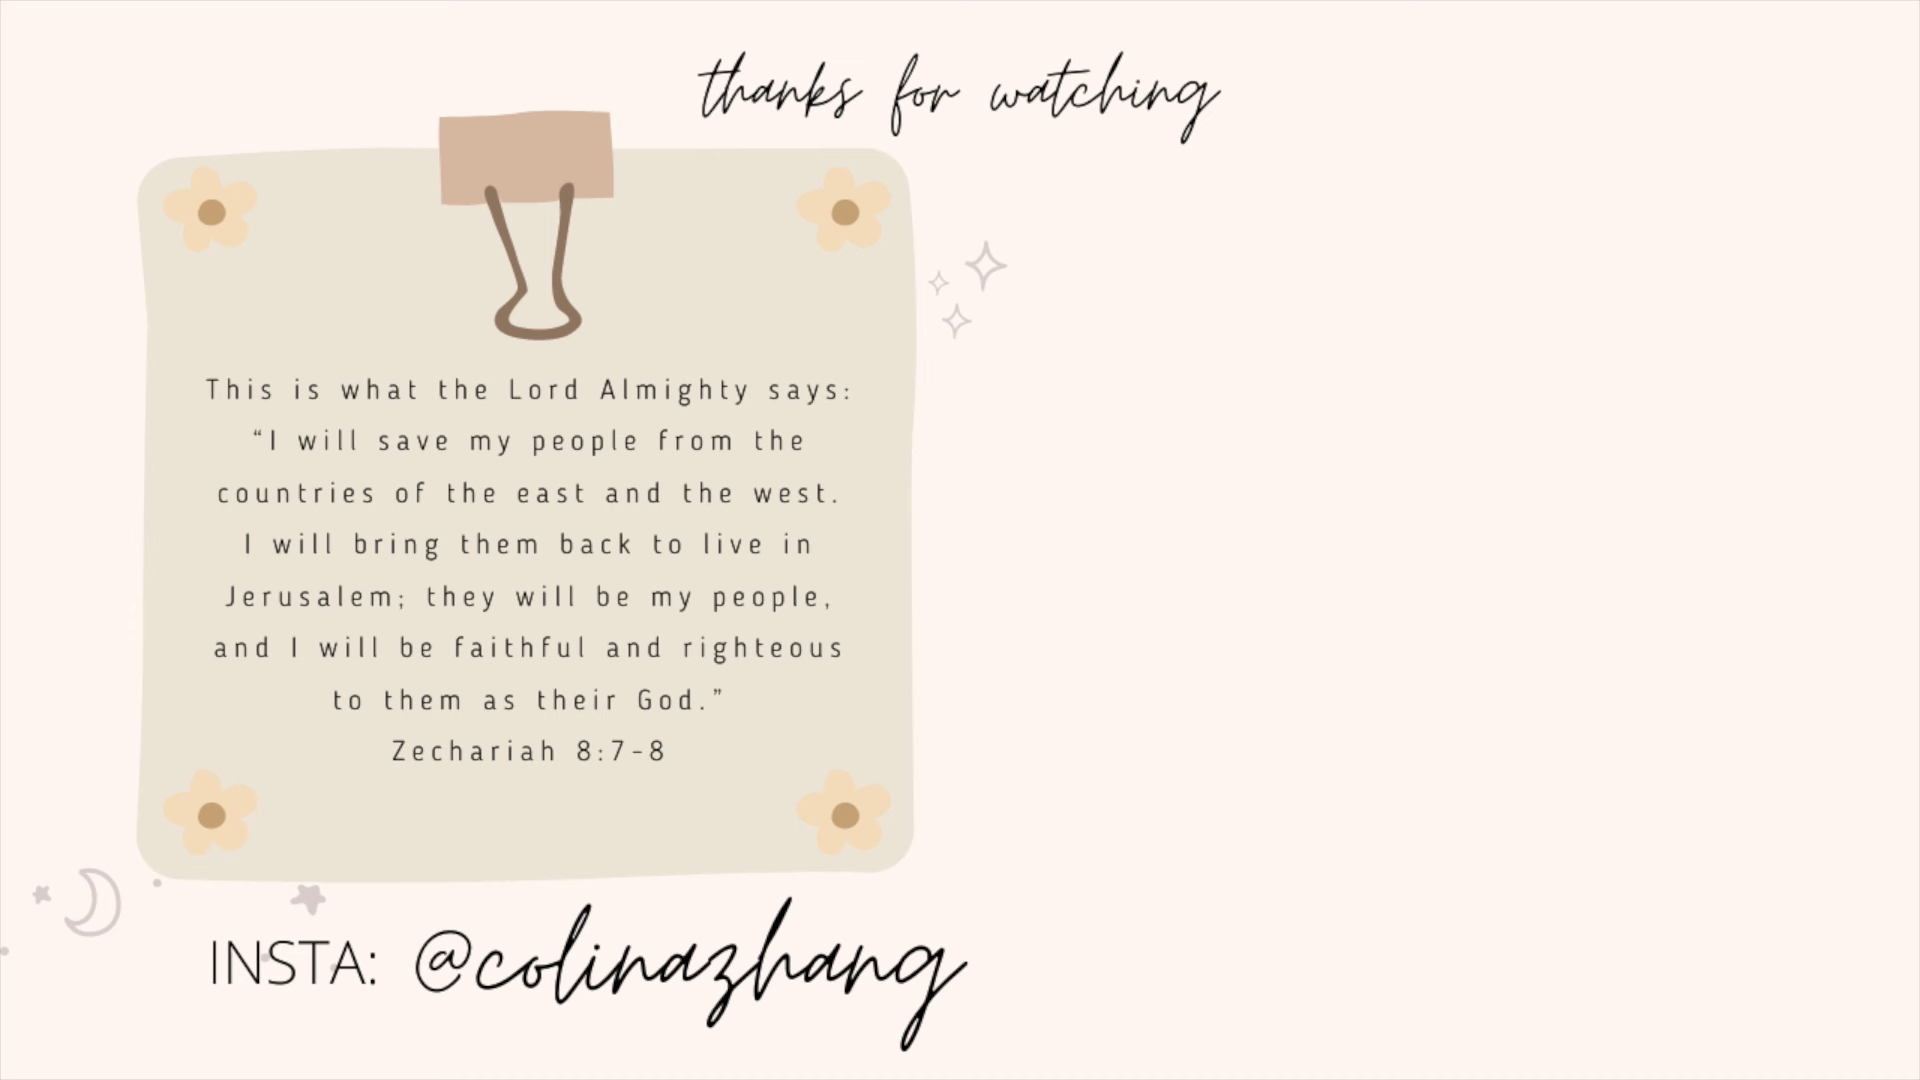 thanks for watching
This is what the Lord Almighty says:
“I will save my people from the
countries of the east and the west.
I will bring them back to live in
Jerusalem; they will be my people,
and I will be faithful and righteous
to them as their God.”
Zechariah 8:7-8
INSTA: @colinazhang